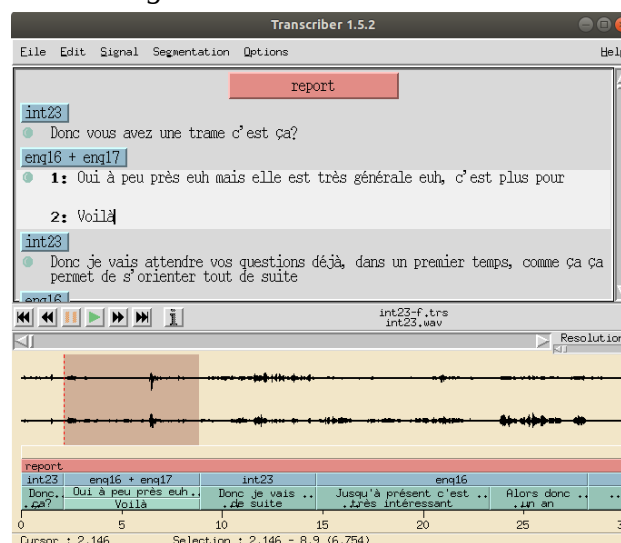 Transcriber 1.5.2
File Edit Signal Segmentation Options Help
report
int23
Donc vous avez une trame c'est ça?
enq16 + enq17
1: Oui à peu près euh mais elle est très générale euh, c'est plus pour
2: Voilà
int23
Donc je vais attendre vos questions déjà, dans un premier temps, comme ça ça
permet de s'orienter tout de suite
enq16
int23-f.trs
int23.wav
Resolution
report
int23 enq16 + enq17 int23 enq16
Donc.. Oui à peu près euh.. Donc je vais .. Jusqu'à présent c'est .. Alors donc .. ..
.ça? Voilà .de suite .très intéressant .un an
0 5 10 15 20 25 3
Cursor : 2.146 Selection : 2.146 - 8.9 (6.754)